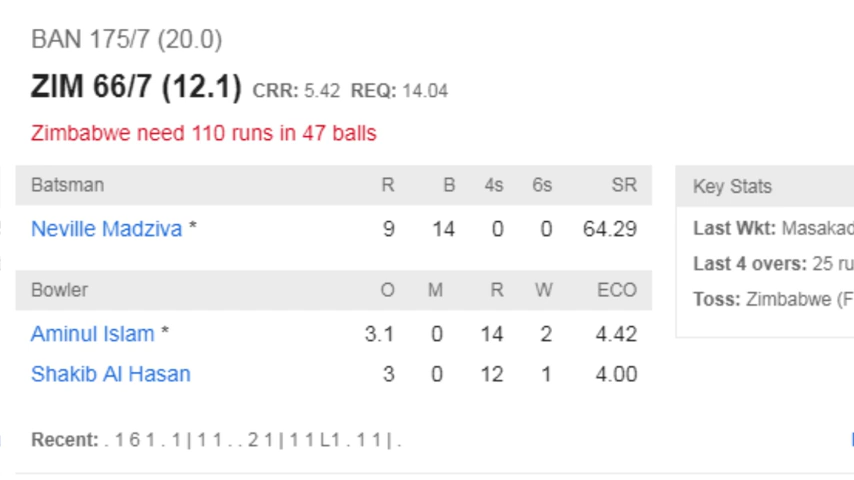 BAN 175/7 (20.0)
ZIM 66/7 (12.1) CRR: 5.42 REQ: 14.04
Zimbabwe need 110 runs in 47 balls
Batsman R B 4s 6s SR
Neville Madziva * 9 14 0 0 64.29
Bowler O M R W ECO
Aminul Islam * 3.1 0 14 2 4.42
Shakib Al Hasan 3 0 12 1 4.00
Recent: . 1 6 1 . 1 | 1 1 . . 2 1 | 1 1 L1 . 1 1 | .
Key Stats
Last Wkt: Masakad
Last 4 overs: 25 ru
Toss: Zimbabwe (F